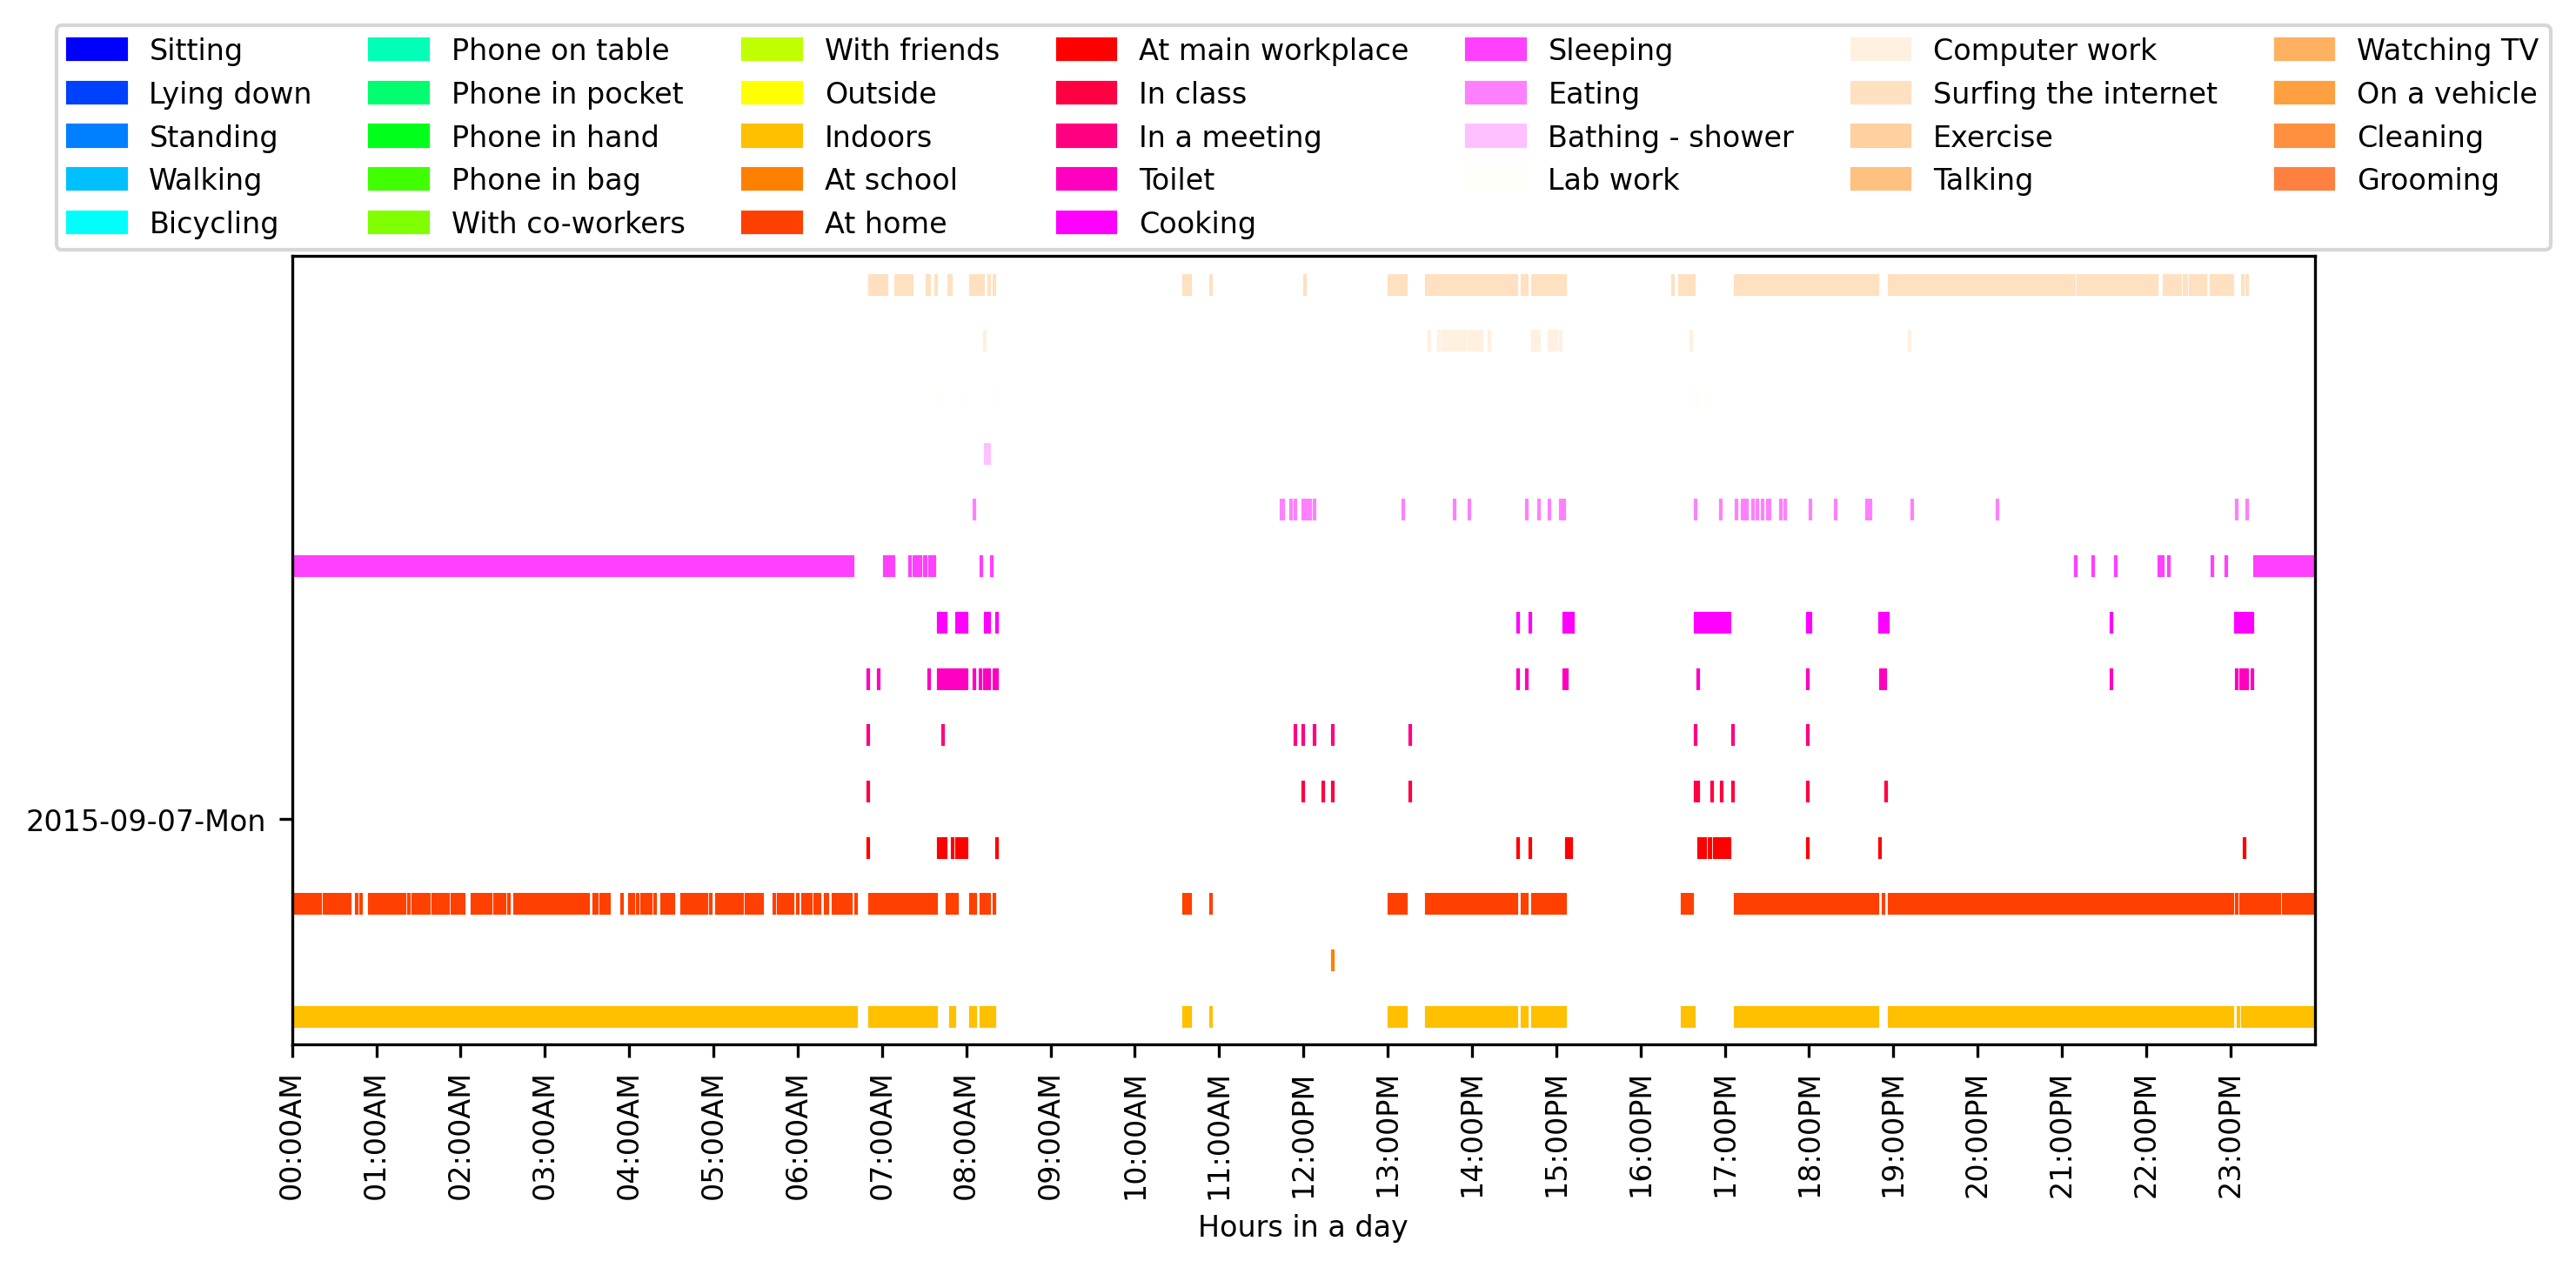 Sitting Phone on table With friends At main workplace Sleeping Computer work Watching TV
Lying down Phone in pocket Outside In class Eating Surfing the internet On a vehicle
Standing Phone in hand Indoors In a meeting Bathing - shower Exercise Cleaning
Walking Phone in bag At school Toilet Lab work Talking Grooming
Bicycling With co-workers At home Cooking
2015-09-07-Mon
00:00AM 01:00AM 02:00AM 03:00AM 04:00AM 05:00AM 06:00AM 07:00AM 08:00AM 09:00AM 10:00AM 11:00AM 12:00PM 13:00PM 14:00PM 15:00PM 16:00PM 17:00PM 18:00PM 19:00PM 20:00PM 21:00PM 22:00PM 23:00PM
Hours in a day